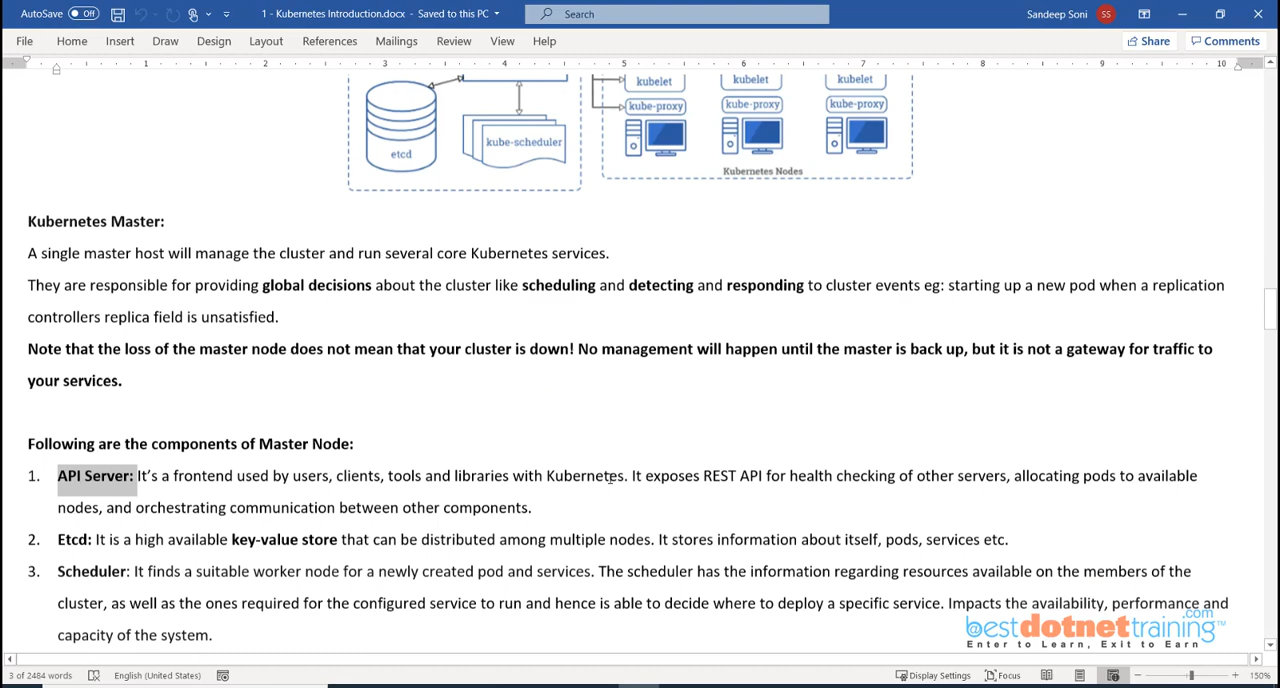 AutoSave Off 1 - Kubernetes Introduction.docx - Saved to this PC Search Sandeep Soni SS
File Home Insert Draw Design Layout References Mailings Review View Help Share Comments
1 2 3 4 5 6 7 8 9 10
kubelet kubelet kubelet
kube-proxy kube-proxy kube-proxy
kube-scheduler
etcd
Kubernetes Nodes
Kubernetes Master:
A single master host will manage the cluster and run several core Kubernetes services.
They are responsible for providing global decisions about the cluster like scheduling and detecting and responding to cluster events eg: starting up a new pod when a replication
controllers replica field is unsatisfied.
Note that the loss of the master node does not mean that your cluster is down! No management will happen until the master is back up, but it is not a gateway for traffic to
your services.
Following are the components of Master Node:
1. API Server: It’s a frontend used by users, clients, tools and libraries with Kubernetes. It exposes REST API for health checking of other servers, allocating pods to available
nodes, and orchestrating communication between other components.
2. Etcd: It is a high available key-value store that can be distributed among multiple nodes. It stores information about itself, pods, services etc.
3. Scheduler: It finds a suitable worker node for a newly created pod and services. The scheduler has the information regarding resources available on the members of the
cluster, as well as the ones required for the configured service to run and hence is able to decide where to deploy a specific service. Impacts the availability, performance and
capacity of the system.
@bestdotnettraining.com™
Enter to Learn, Exit to Earn
3 of 2484 words English (United States) Display Settings Focus 150%